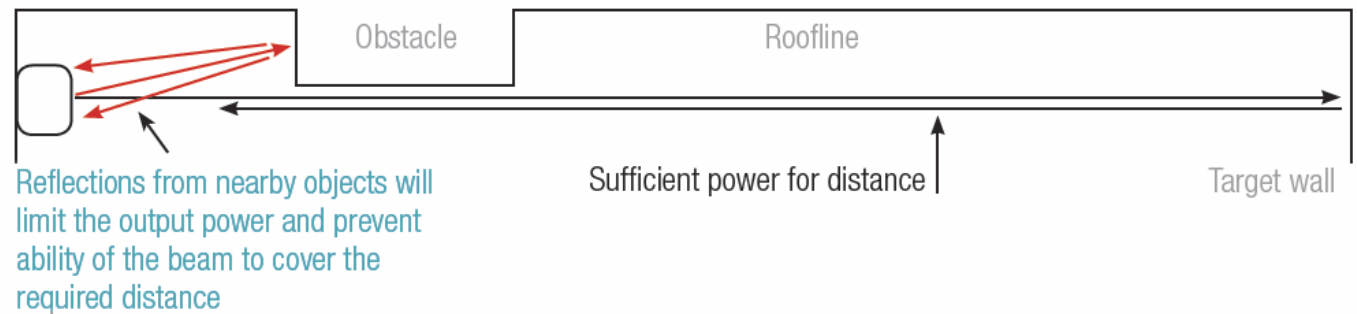 Obstacle
Roofline
Reflections from nearby objects will
limit the output power and prevent
ability of the beam to cover the
required distance
Sufficient power for distance
Target wall